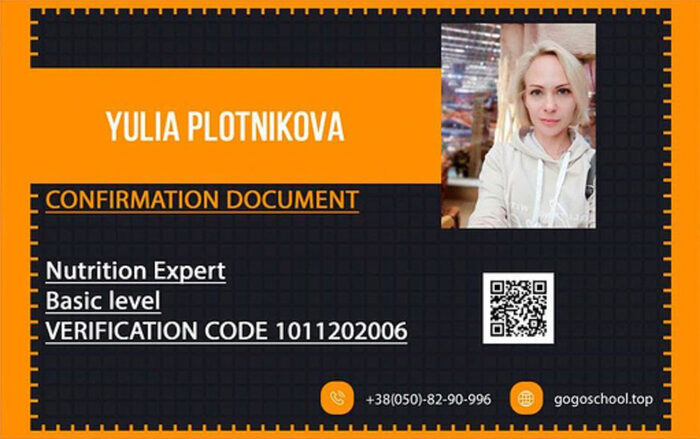 YULIA PLOTNIKOVA
CONFIRMATION DOCUMENT
Nutrition Expert
Basic level
VERIFICATION CODE 1011202006
+38(050)-82-90-996
gogoschool.top